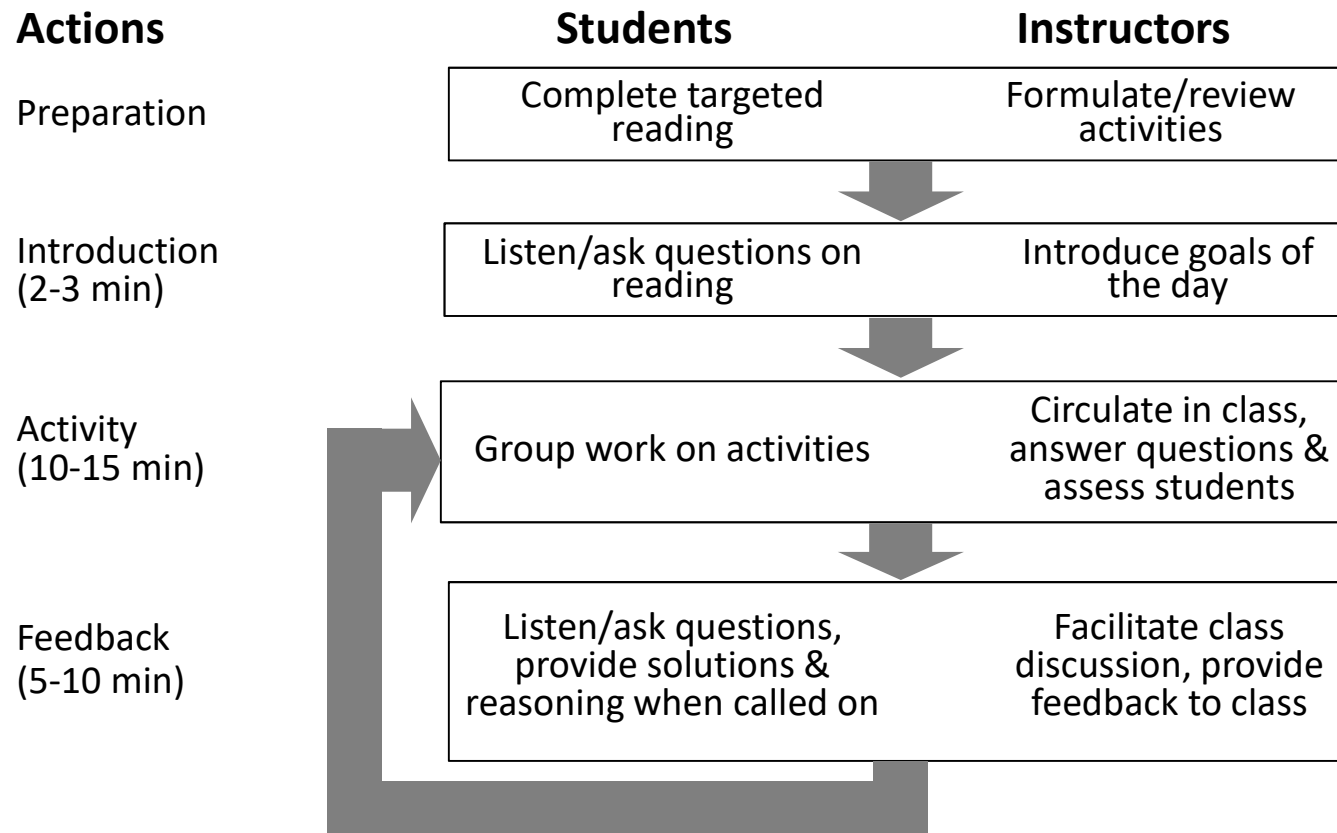 Actions Students Instructors
Preparation
Complete targeted
reading
Formulate/review
activities
Introduction
(2-3 min)
Listen/ask questions on
reading
Introduce goals of
the day
Activity
(10-15 min)
Group work on activities
Circulate in class,
answer questions &
assess students
Feedback
(5-10 min)
Listen/ask questions,
provide solutions &
reasoning when called on
Facilitate class
discussion, provide
feedback to class